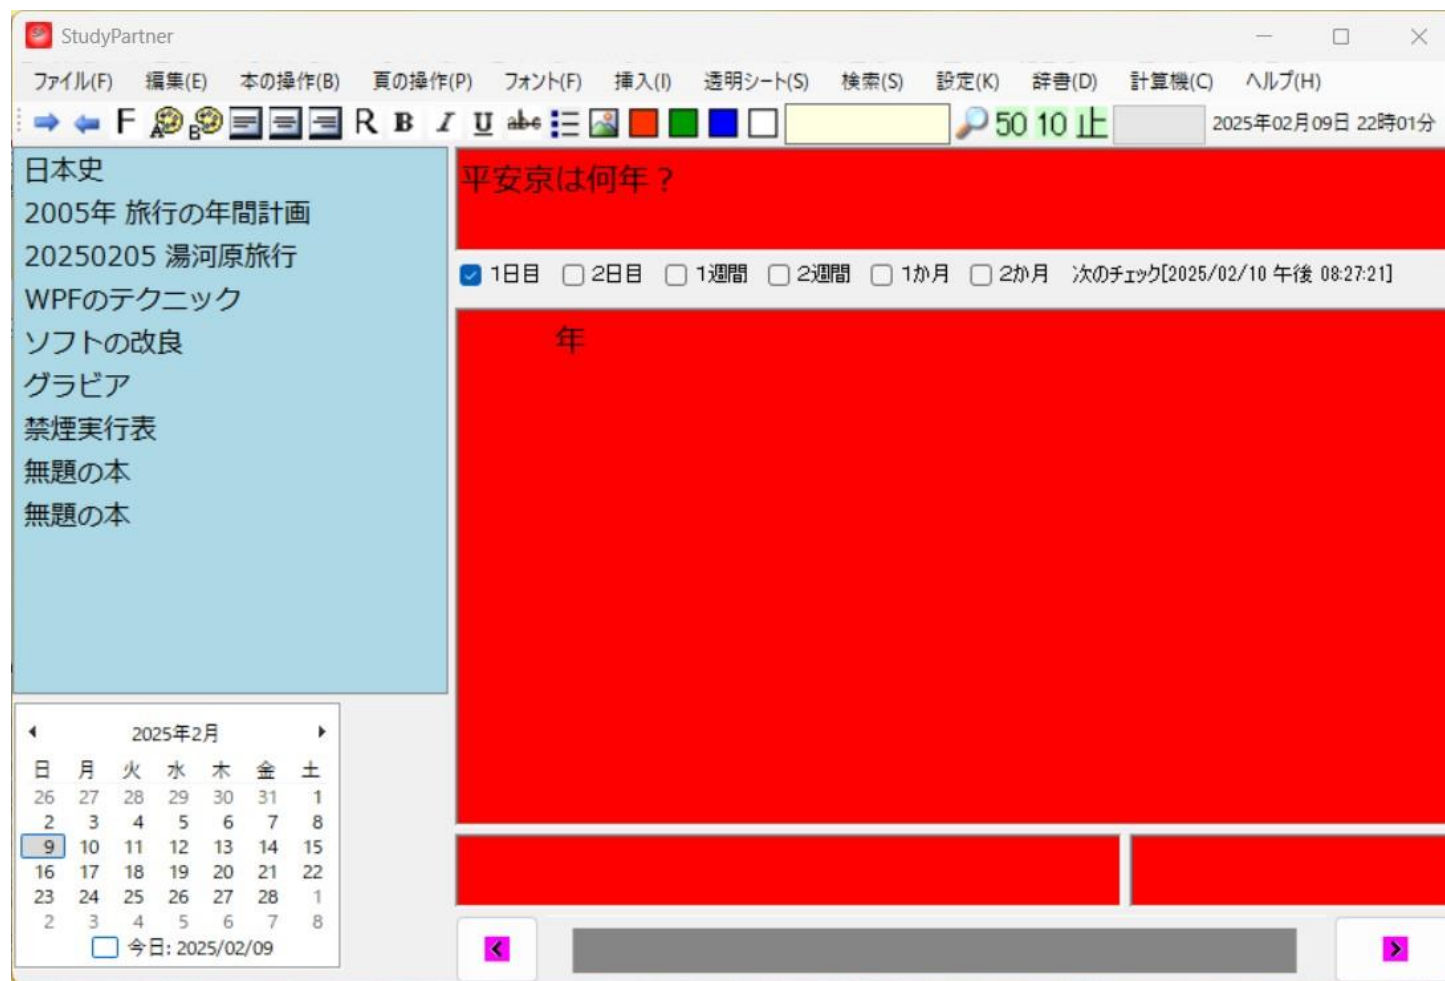 StudyPartner
ファイル(F) 編集(E) 本の操作(B) 頁の操作(P) フォント(F) 挿入(I) 透明シート(S) 検索(S) 設定(K) 辞書(D) 計算機(C) ヘルプ(H)
F A B R B I U abc 50 10 止 2025年02月09日 22時01分
日本史
2005年 旅行の年間計画
20250205 湯河原旅行
WPFのテクニック
ソフトの改良
グラビア
禁煙実行表
無題の本
無題の本
平安京は何年？
1日目 2日目 1週間 2週間 1か月 2か月 次のチェック[2025/02/10 午後 08:27:21]
年
2025年2月
日 月 火 水 木 金 土
26 27 28 29 30 31 1
2 3 4 5 6 7 8
9 10 11 12 13 14 15
16 17 18 19 20 21 22
23 24 25 26 27 28 1
2 3 4 5 6 7 8
今日: 2025/02/09